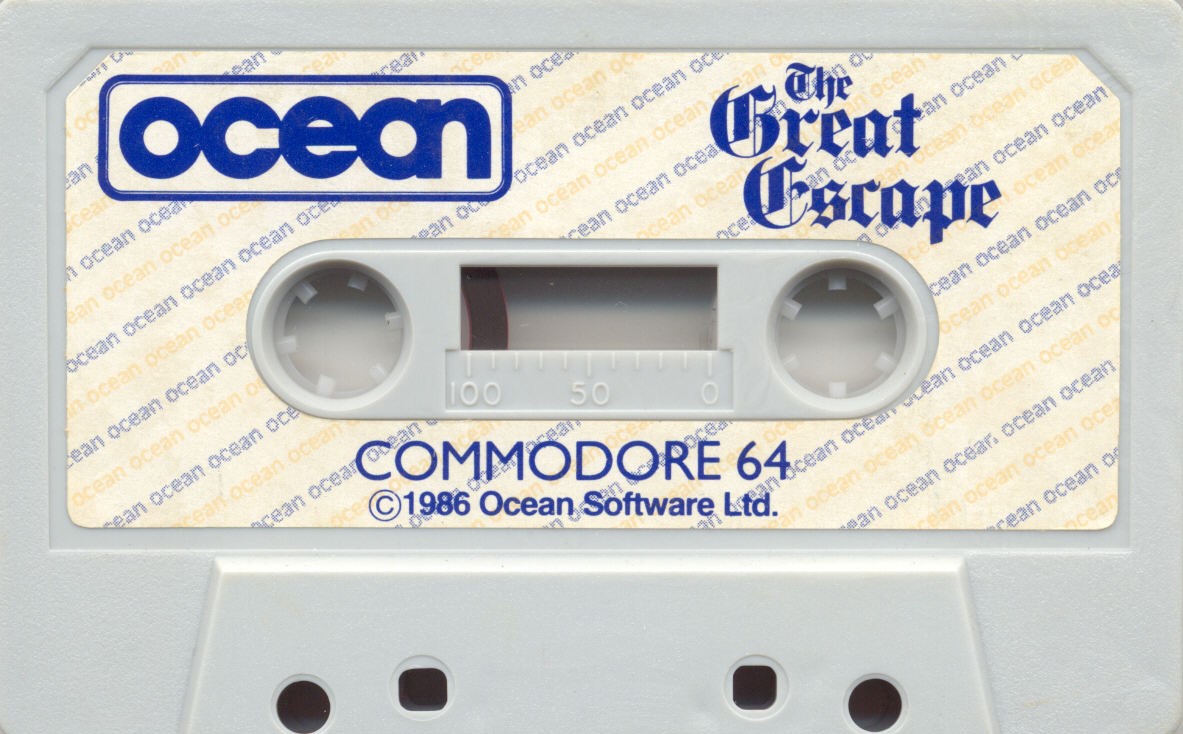 ocean
The
Great
Escape
100 50 0
COMMODORE 64
©1986 Ocean Software Ltd.